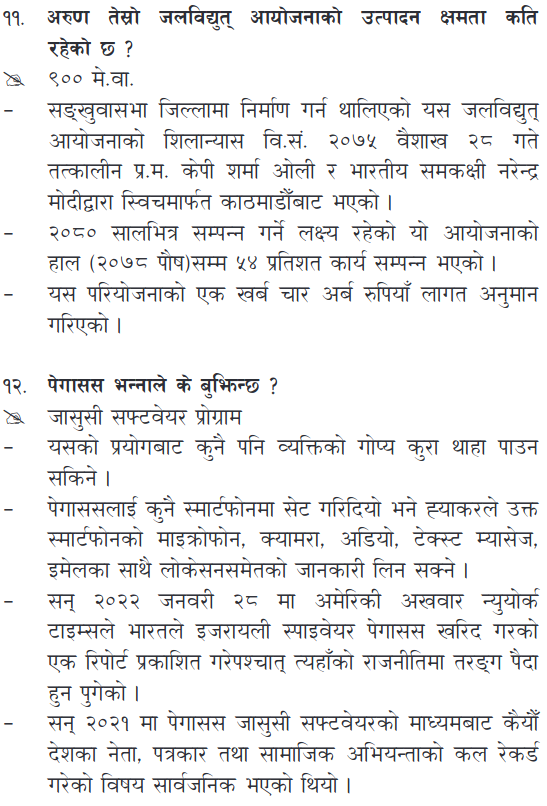 ११. अरुण तेस्रो जलविद्युत् आयोजनाको उत्पादन क्षमता कति
रहेको छ ?
९०० मे.वा.
– सङ्खुवासभा जिल्लामा निर्माण गर्न थालिएको यस जलविद्युत्
आयोजनाको शिलान्यास वि.सं. २०७५ वैशाख २८ गते
तत्कालीन प्र.म. केपी शर्मा ओली र भारतीय समकक्षी नरेन्द्र
मोदीद्वारा स्विचमार्फत काठमाडौँबाट भएको ।
– २०८० सालभित्र सम्पन्न गर्ने लक्ष्य रहेको यो आयोजनाको
हाल (२०७८ पौष)सम्म ५४ प्रतिशत कार्य सम्पन्न भएको ।
– यस परियोजनाको एक खर्ब चार अर्ब रुपियाँ लागत अनुमान
गरिएको ।
१२. पेगासस भन्नाले के बुझिन्छ ?
जासुसी सफ्टवेयर प्रोग्राम
– यसको प्रयोगबाट कुनै पनि व्यक्तिको गोप्य कुरा थाहा पाउन
सकिने ।
– पेगाससलाई कुनै स्मार्टफोनमा सेट गरिदियो भने ह्याकरले उक्त
स्मार्टफोनको माइक्रोफोन, क्यामरा, अडियो, टेक्स्ट म्यासेज,
इमेलका साथै लोकेसनसमेतको जानकारी लिन सक्ने ।
– सन् २०२२ जनवरी २८ मा अमेरिकी अखवार न्युयोर्क
टाइम्सले भारतले इजरायली स्पाइवेयर पेगासस खरिद गरको
एक रिपोर्ट प्रकाशित गरेपश्चात् त्यहाँको राजनीतिमा तरङ्ग पैदा
हुन पुगेको ।
– सन् २०२१ मा पेगासस जासुसी सफ्टवेयरको माध्यमबाट कैयौँ
देशका नेता, पत्रकार तथा सामाजिक अभियन्ताको कल रेकर्ड
गरेको विषय सार्वजनिक भएको थियो ।